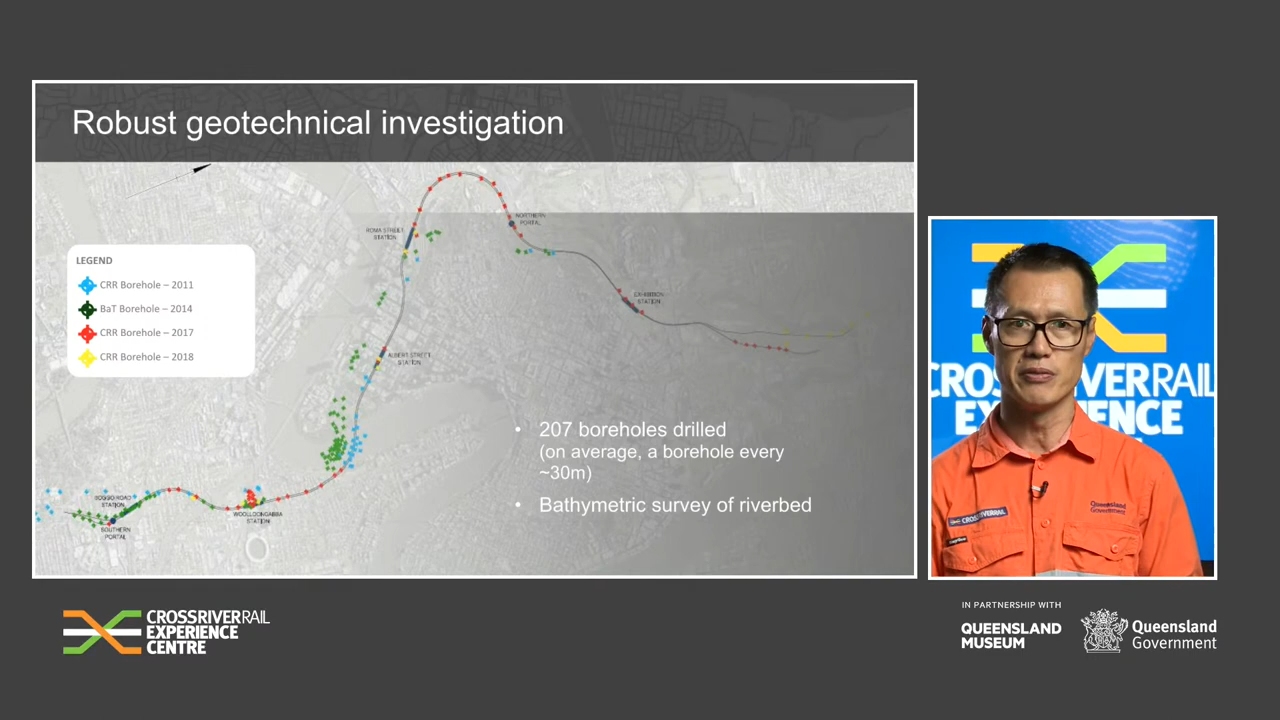 Robust geotechnical investigation
LEGEND
CRR Borehole – 2011
BaT Borehole – 2014
CRR Borehole – 2017
CRR Borehole – 2018
ROMA STREET
STATION
NORTHERN
PORTAL
EXHIBITION
STATION
ALBERT STREET
STATION
BOGGO ROAD
STATION
SOUTHERN
PORTAL
WOOLLOONGABBA
STATION
• 207 boreholes drilled
(on average, a borehole every
~30m)
• Bathymetric survey of riverbed
CROSSRIVERRAIL
Queensland
Government
CROSSRIVERRAIL
EXPERIENCE
CENTRE
IN PARTNERSHIP WITH
QUEENSLAND
MUSEUM
Queensland
Government